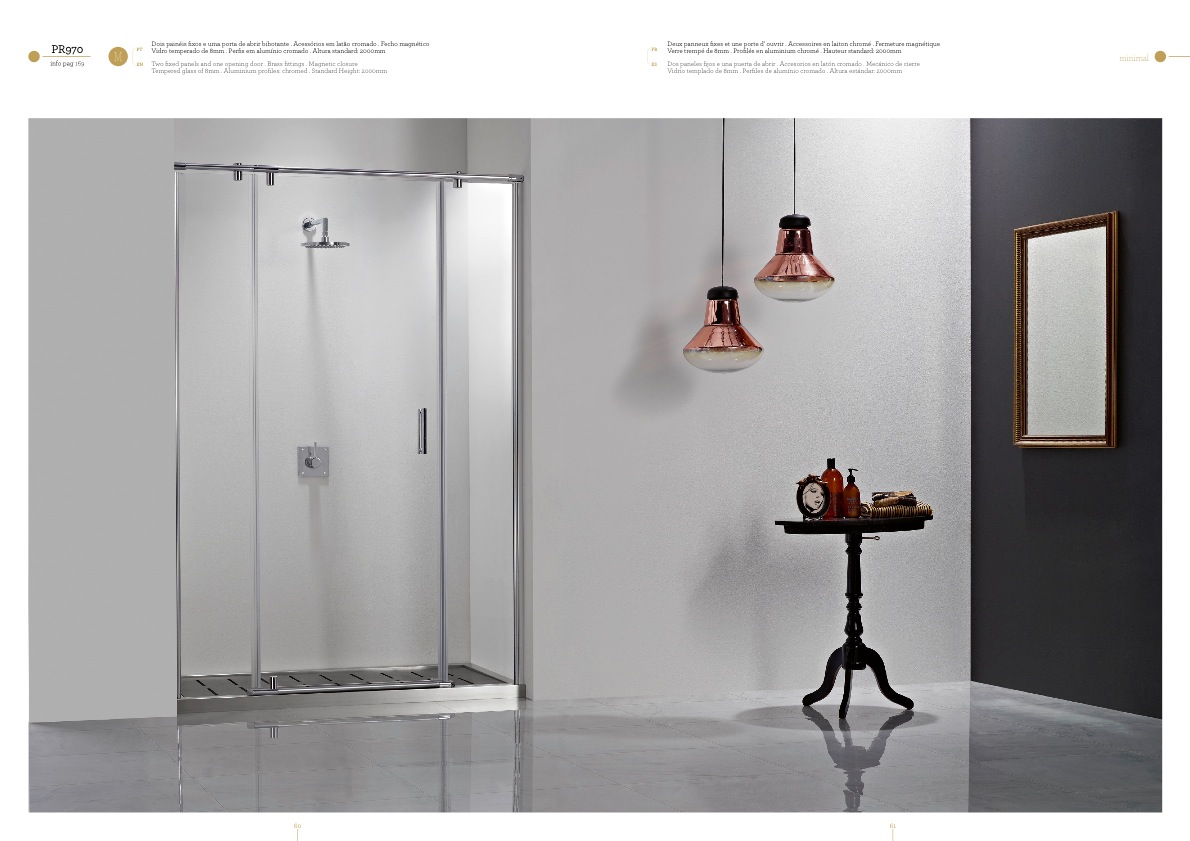 PR970
info pag 169
M
PT
Dois painéis fixos e uma porta de abrir bibotante . Acessórios em latão cromado . Fecho magnético
Vidro temperado de 8mm . Perfis em alumínio cromado . Altura standard: 2000mm
EN
Two fixed panels and one opening door . Brass fittings . Magnetic closure
Tempered glass of 8mm . Aluminium profiles: chromed . Standard Height: 2000mm
FR
Deux panneux fixes et une porte d' ouvrir . Accessoires en laiton chromé . Fermeture magnétique
Verre trempé de 8mm . Profilés en aluminium chromé . Hauteur standard: 2000mm
ES
Dos paneles fijos e una puerta de abrir . Accesorios en latón cromado . Mecánico de cierre
Vidrio templado de 8mm . Perfiles de alumínio cromado . Altura estándar: 2000mm
minimal
60
61